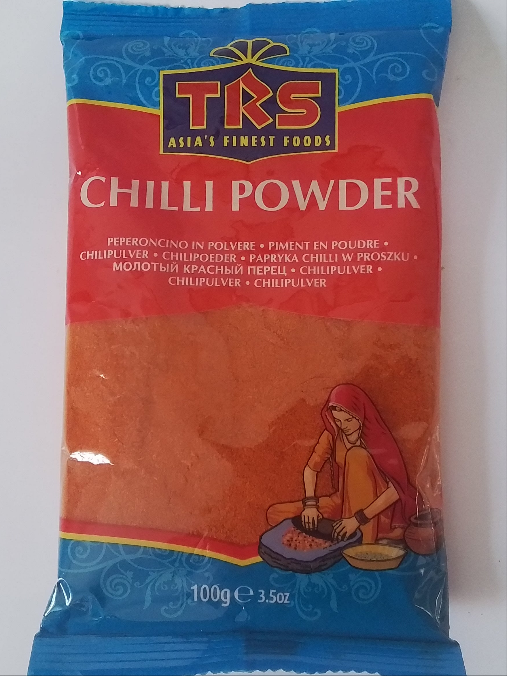 TRS
ASIA'S FINEST FOODS
CHILLI POWDER
PEPERONCINO IN POLVERE • PIMENT EN POUDRE •
CHILIPULVER • CHILIPOEDER • PAPRYKA CHILLI W PROSZKU •
МОЛОТЫЙ КРАСНЫЙ ПЕРЕЦ • CHILIPULVER •
CHILIPULVER • CHILIPULVER
100g ℮ 3.5oz